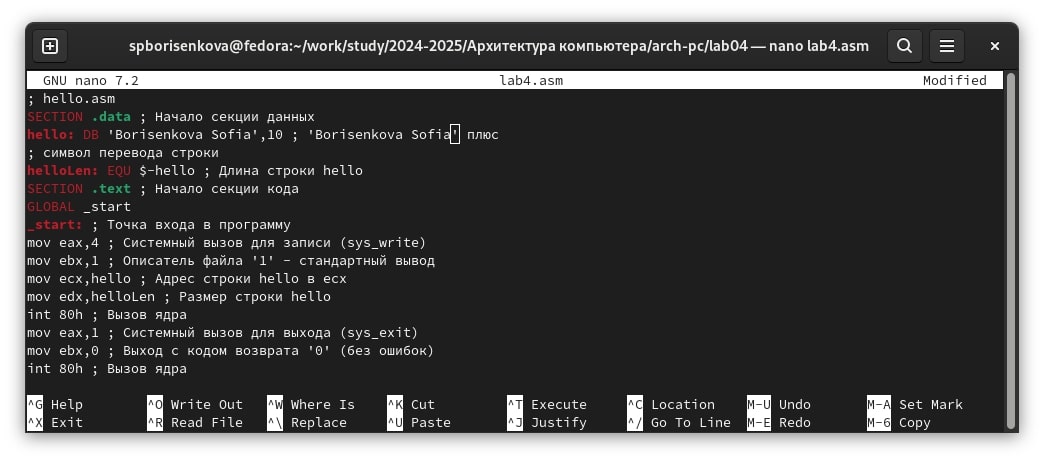 spborisenkova@fedora:~/work/study/2024-2025/Архитектура компьютера/arch-pc/lab04 — nano lab4.asm
GNU nano 7.2 lab4.asm Modified
; hello.asm
SECTION .data ; Начало секции данных
hello: DB 'Borisenkova Sofia',10 ; 'Borisenkova Sofia' плюс
; символ перевода строки
helloLen: EQU $-hello ; Длина строки hello
SECTION .text ; Начало секции кода
GLOBAL _start
_start: ; Точка входа в программу
mov eax,4 ; Системный вызов для записи (sys_write)
mov ebx,1 ; Описатель файла '1' - стандартный вывод
mov ecx,hello ; Адрес строки hello в ecx
mov edx,helloLen ; Размер строки hello
int 80h ; Вызов ядра
mov eax,1 ; Системный вызов для выхода (sys_exit)
mov ebx,0 ; Выход с кодом возврата '0' (без ошибок)
int 80h ; Вызов ядра
^G Help ^O Write Out ^W Where Is ^K Cut ^T Execute ^C Location M-U Undo M-A Set Mark
^X Exit ^R Read File ^\ Replace ^U Paste ^J Justify ^/ Go To Line M-E Redo M-6 Copy